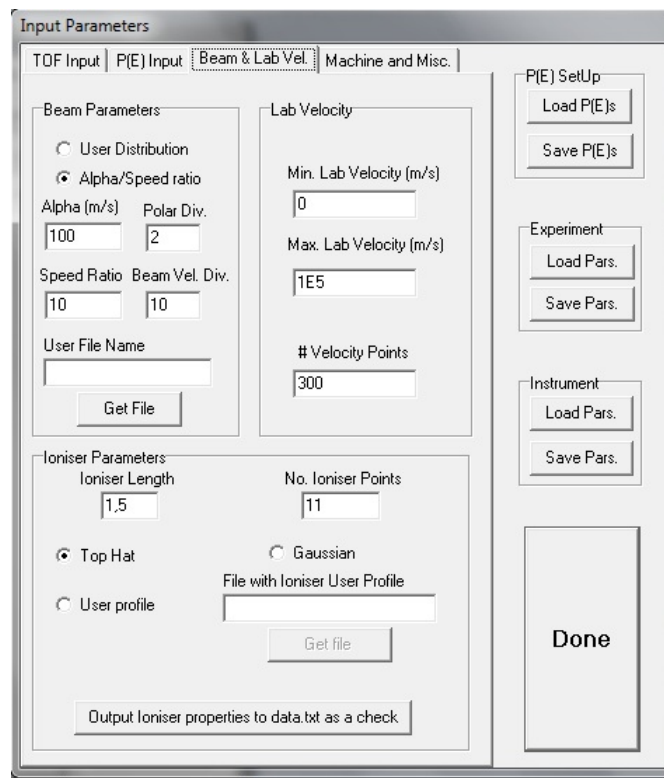 Input Parameters
TOF Input P(E) Input Beam & Lab Vel. Machine and Misc.
Beam Parameters
User Distribution
Alpha/Speed ratio
Alpha (m/s) Polar Div.
100 2
Speed Ratio Beam Vel. Div.
10 10
User File Name
Get File
Lab Velocity
Min. Lab Velocity (m/s)
0
Max. Lab Velocity (m/s)
1E5
# Velocity Points
300
Ioniser Parameters
Ioniser Length No. Ioniser Points
1,5 11
Top Hat Gaussian
File with Ioniser User Profile
User profile
Get file
Output Ioniser properties to data.txt as a check
P(E) SetUp
Load P(E)s
Save P(E)s
Experiment
Load Pars.
Save Pars.
Instrument
Load Pars.
Save Pars.
Done